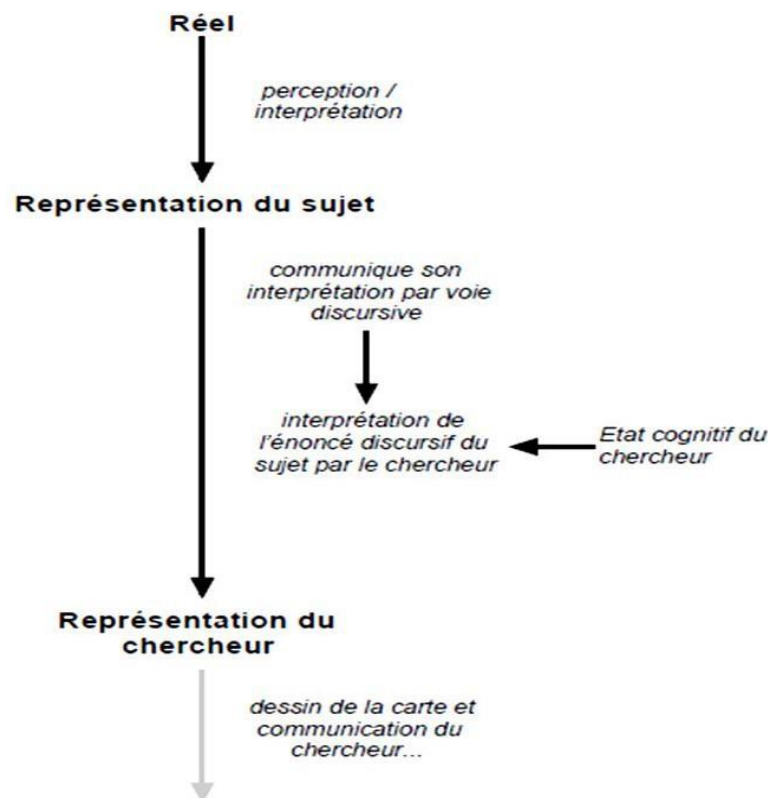 Réel
perception /
interprétation
Représentation du sujet
communique son
interprétation par voie
discursive
interprétation de
l'énoncé discursif du
sujet par le chercheur
Etat cognitif du
chercheur
Représentation du
chercheur
dessin de la carte et
communication du
chercheur...